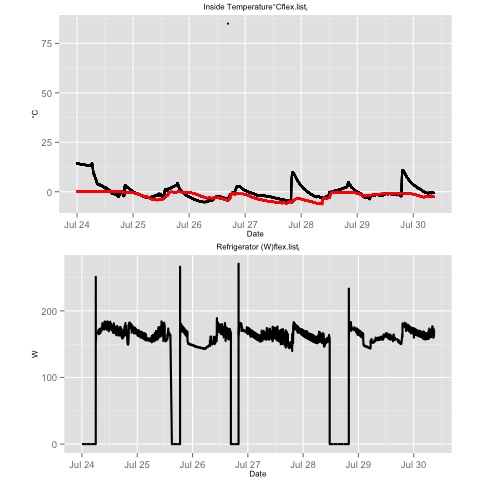 Inside Temperature°Cflex.list,
75
50
25
0
°C
Jul 24 Jul 25 Jul 26 Jul 27 Jul 28 Jul 29 Jul 30
Date
Refrigerator (W)flex.list,
200
100
0
W
Jul 24 Jul 25 Jul 26 Jul 27 Jul 28 Jul 29 Jul 30
Date